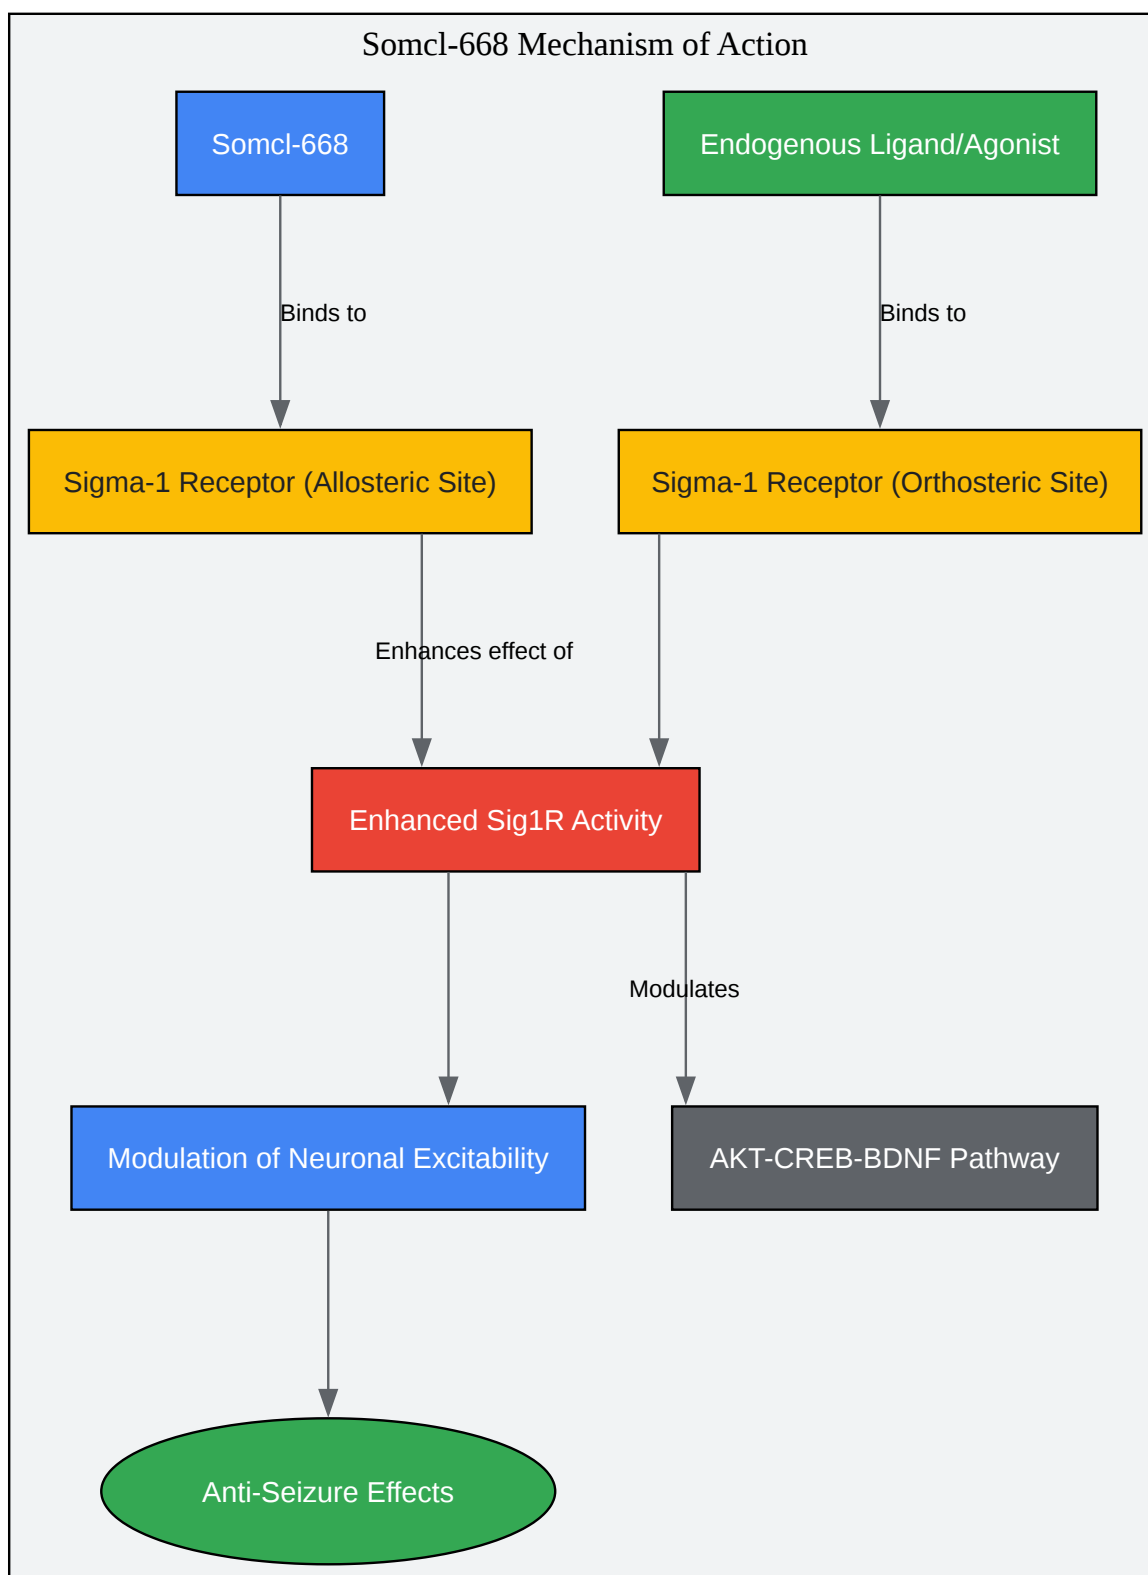 Somcl-668 Mechanism of Action
Somcl-668
Endogenous Ligand/Agonist
Binds to
Binds to
Sigma-1 Receptor (Allosteric Site)
Sigma-1 Receptor (Orthosteric Site)
Enhances effect of
Enhanced Sig1R Activity
Modulates
Modulation of Neuronal Excitability
AKT-CREB-BDNF Pathway
Anti-Seizure Effects